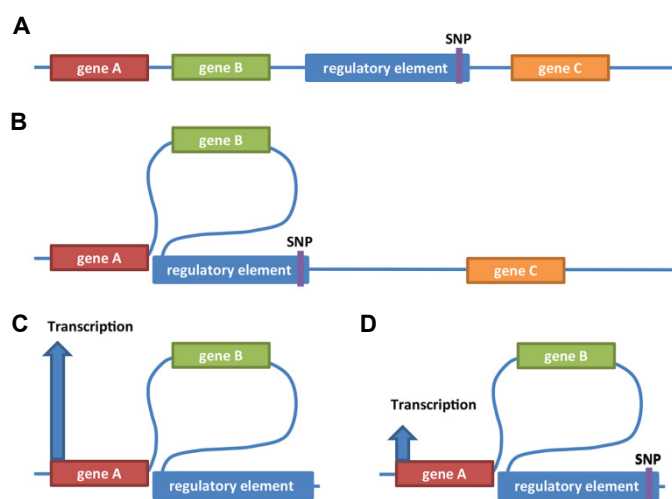 A
SNP
gene A gene B regulatory element gene C
B
gene B
SNP
gene A
regulatory element gene C
C
Transcription
gene B
gene A
regulatory element
D
gene B
Transcription
SNP
gene A
regulatory element